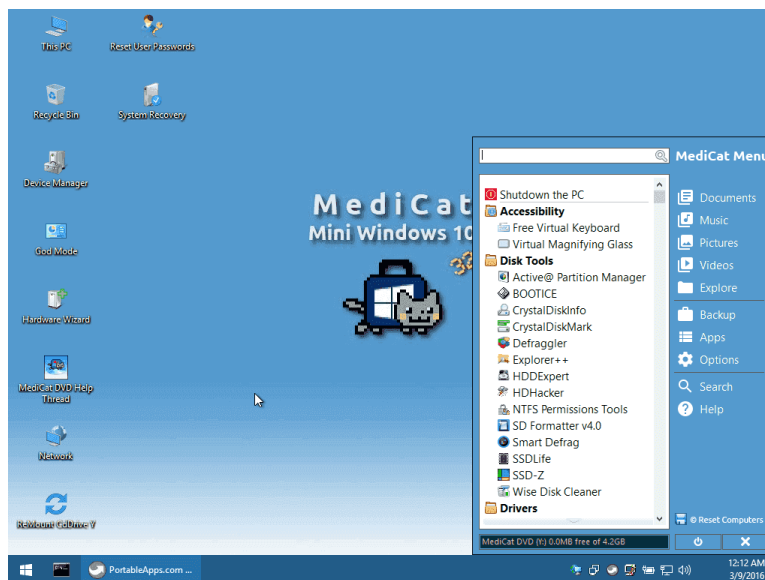 This PC
Reset User Passwords
Recycle Bin
System Recovery
Device Manager
God Mode
Hardware Wizard
MediCat DVD Help
Thread
Network
ReMount CdDrive Y
MediCat
Mini Windows 10
32
MediCat Menu
Shutdown the PC
Accessibility
Free Virtual Keyboard
Virtual Magnifying Glass
Disk Tools
Active@ Partition Manager
BOOTICE
CrystalDiskInfo
CrystalDiskMark
Defraggler
Explorer++
HDDExpert
HDHacker
NTFS Permissions Tools
SD Formatter v4.0
Smart Defrag
SSDLife
SSD-Z
Wise Disk Cleaner
Drivers
Documents
Music
Pictures
Videos
Explore
Backup
Apps
Options
Search
Help
© Reset Computers
MediCat DVD (Y:) 0.0MB free of 4.2GB
PortableApps.com ...
12:12 AM
3/9/2016